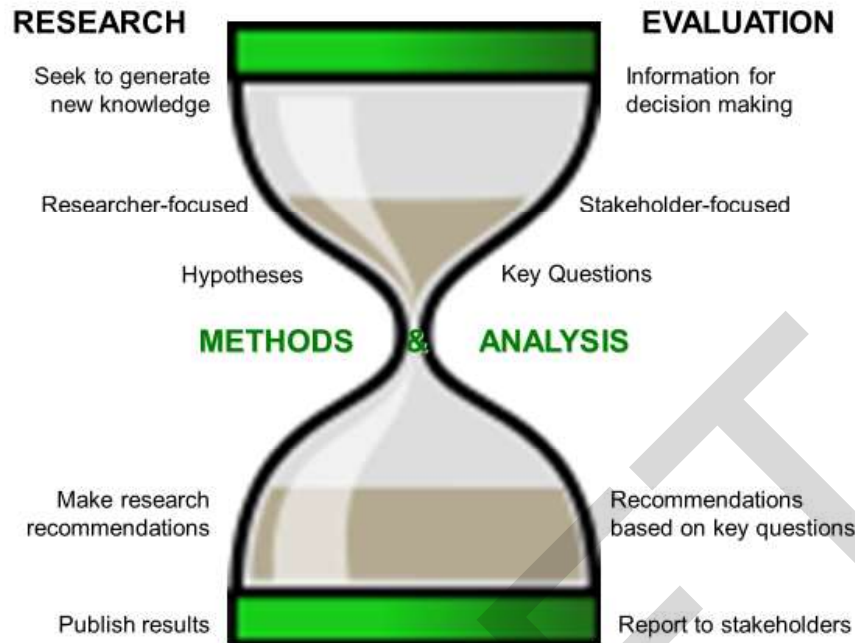 RESEARCH
EVALUATION
Seek to generate
new knowledge
Information for
decision making
Researcher-focused
Stakeholder-focused
Hypotheses
Key Questions
METHODS & ANALYSIS
Make research
recommendations
Recommendations
based on key questions
Publish results
Report to stakeholders